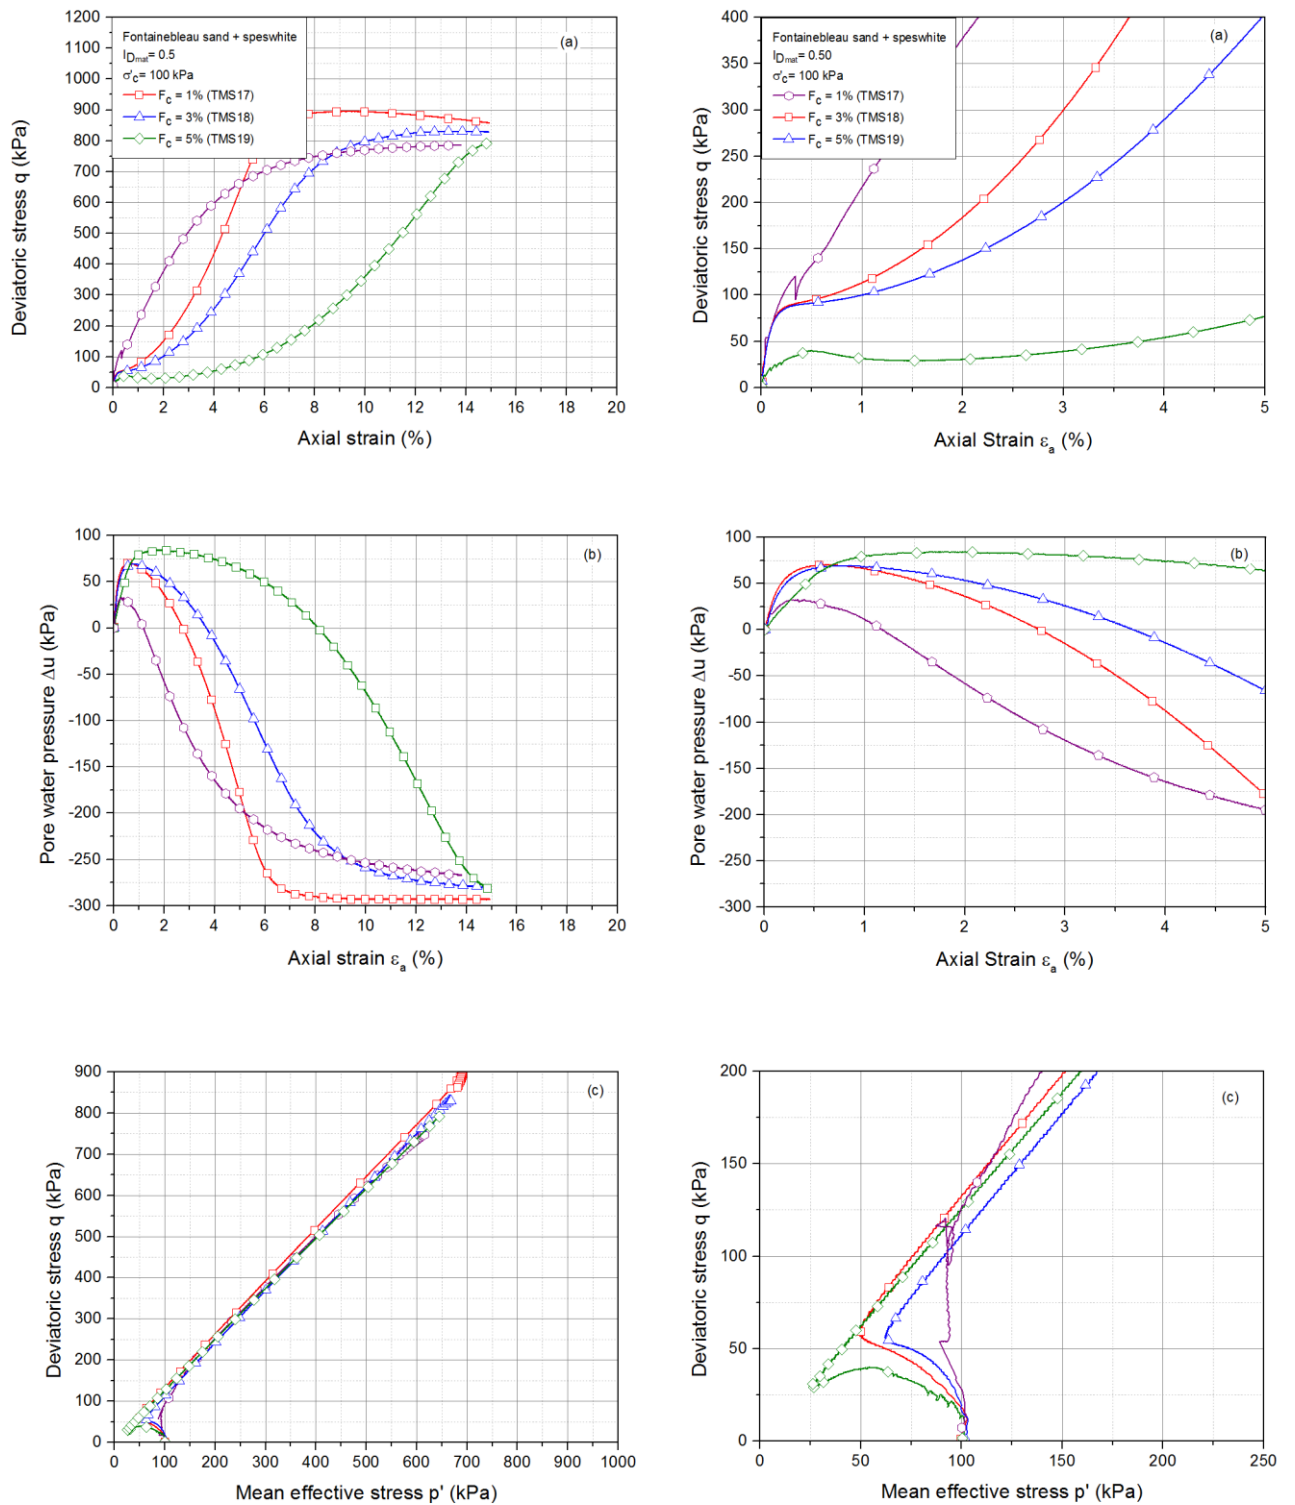 1200
1100
1000
900
800
700
600
500
400
300
200
100
0
Deviatoric stress q (kPa)
Fontainebleau sand + speswhite
I_Dmat= 0.5
σ'c= 100 kPa
Fc = 1% (TMS17)
Fc = 3% (TMS18)
Fc = 5% (TMS19)
(a)
0 2 4 6 8 10 12 14 16 18 20
Axial strain (%)
400
350
300
250
200
150
100
50
0
Deviatoric stress q (kPa)
Fontainebleau sand + speswhite
I_Dmat= 0.50
σ'c= 100 kPa
Fc = 1% (TMS17)
Fc = 3% (TMS18)
Fc = 5% (TMS19)
(a)
0 1 2 3 4 5
Axial Strain εa (%)
100
50
0
-50
-100
-150
-200
-250
-300
Pore water pressure Δu (kPa)
(b)
0 2 4 6 8 10 12 14 16 18 20
Axial strain εa (%)
100
50
0
-50
-100
-150
-200
-250
-300
Pore water pressure Δu (kPa)
(b)
0 1 2 3 4 5
Axial Strain εa (%)
900
800
700
600
500
400
300
200
100
0
Deviatoric stress q (kPa)
(c)
0 100 200 300 400 500 600 700 800 900 1000
Mean effective stress p' (kPa)
200
150
100
50
0
Deviatoric stress q (kPa)
(c)
0 50 100 150 200 250
Mean effective stress p' (kPa)